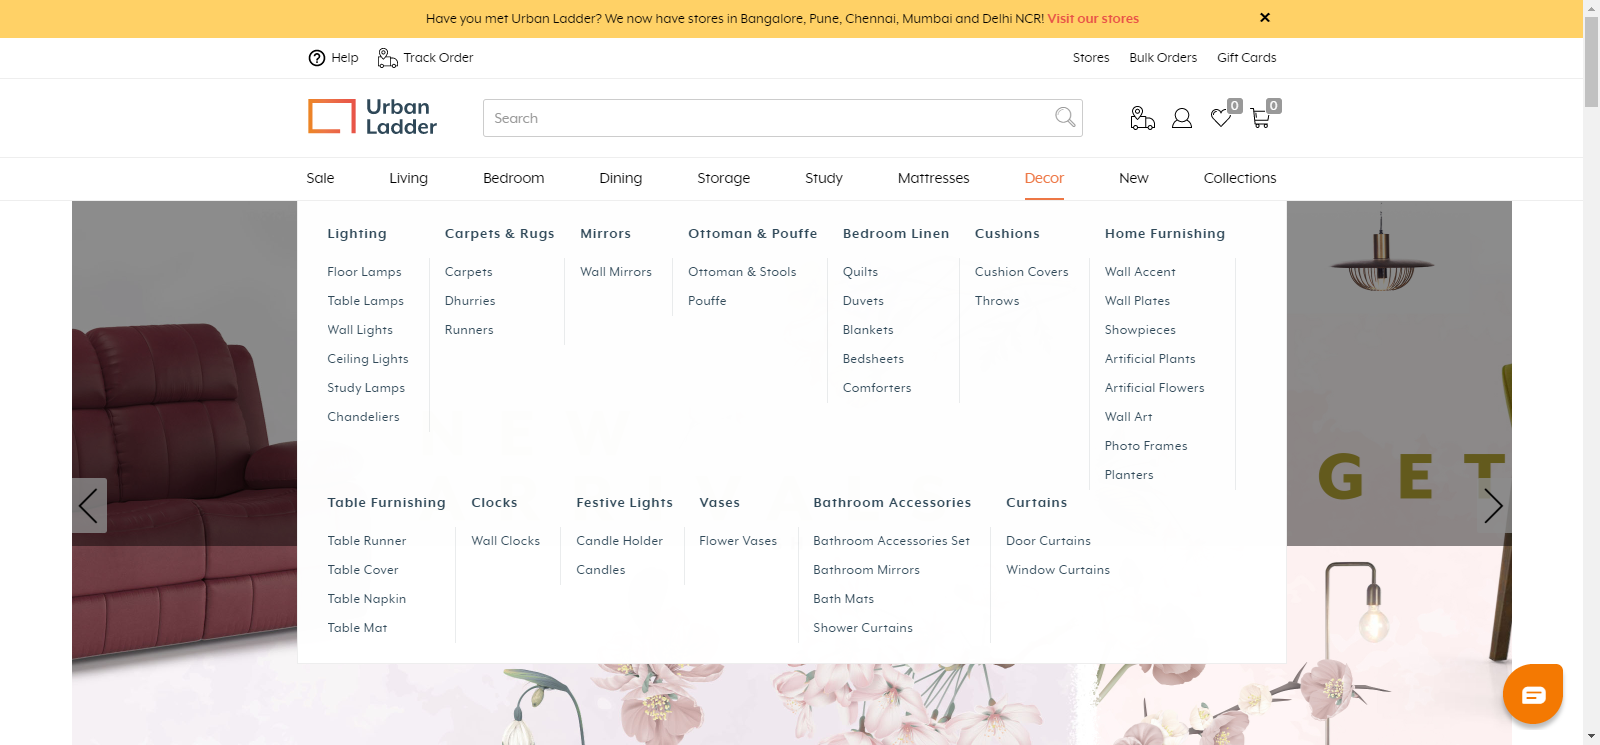 Have you met Urban Ladder? We now have stores in Bangalore, Pune, Chennai, Mumbai and Delhi NCR! Visit our stores
Help
Track Order
Stores
Bulk Orders
Gift Cards
Urban
Ladder
Search
0
0
Sale
Living
Bedroom
Dining
Storage
Study
Mattresses
Decor
New
Collections
Lighting
Floor Lamps
Table Lamps
Wall Lights
Ceiling Lights
Study Lamps
Chandeliers
Carpets & Rugs
Carpets
Dhurries
Runners
Mirrors
Wall Mirrors
Ottoman & Pouffe
Ottoman & Stools
Pouffe
Bedroom Linen
Quilts
Duvets
Blankets
Bedsheets
Comforters
Cushions
Cushion Covers
Throws
Home Furnishing
Wall Accent
Wall Plates
Showpieces
Artificial Plants
Artificial Flowers
Wall Art
Photo Frames
Planters
Table Furnishing
Table Runner
Table Cover
Table Napkin
Table Mat
Clocks
Wall Clocks
Festive Lights
Candle Holder
Candles
Vases
Flower Vases
Bathroom Accessories
Bathroom Accessories Set
Bathroom Mirrors
Bath Mats
Shower Curtains
Curtains
Door Curtains
Window Curtains
GET